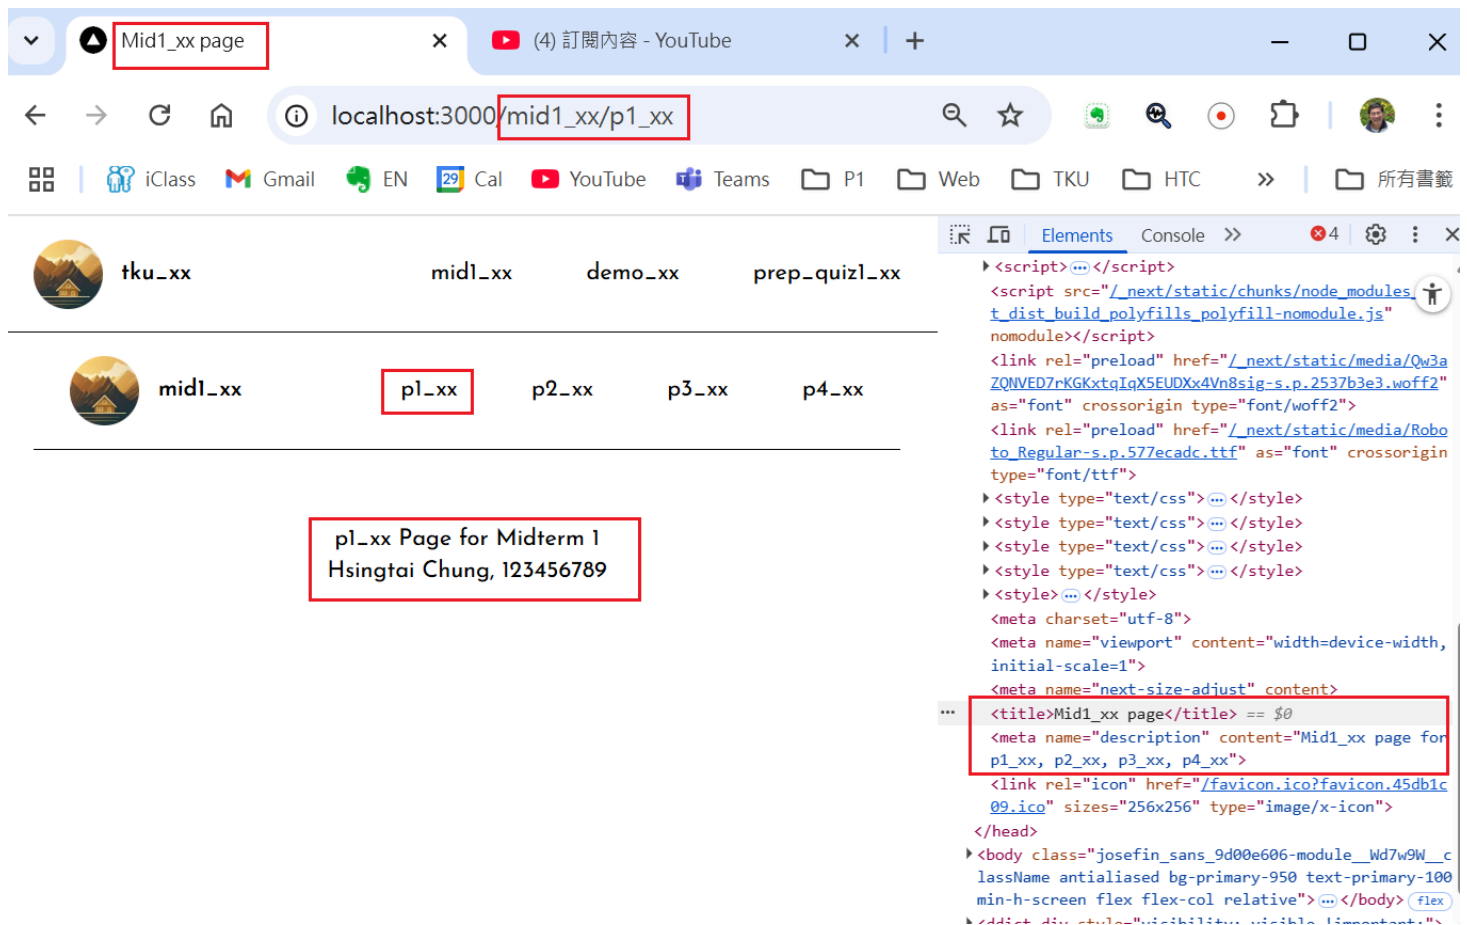 Mid1_xx page
(4) 訂閱內容 - YouTube
localhost:3000/mid1_xx/p1_xx
iClass Gmail EN 29 Cal YouTube Teams P1 Web TKU HTC 所有書籤
tku_xx mid1_xx demo_xx prep_quiz1_xx
mid1_xx p1_xx p2_xx p3_xx p4_xx
p1_xx Page for Midterm 1
Hsingtai Chung, 123456789
Elements Console 4
<script>…</script>
<script src="/_next/static/chunks/node_modules_
t_dist_build_polyfills_polyfill-nomodule.js"
nomodule></script>
<link rel="preload" href="/_next/static/media/Qw3a
ZQNVED7rKGKxtqIqX5EUDXx4Vn8sig-s.p.2537b3e3.woff2"
as="font" crossorigin type="font/woff2">
<link rel="preload" href="/_next/static/media/Robo
to_Regular-s.p.577ecadc.ttf" as="font" crossorigin
type="font/ttf">
<style type="text/css">…</style>
<style type="text/css">…</style>
<style type="text/css">…</style>
<style type="text/css">…</style>
<style>…</style>
<meta charset="utf-8">
<meta name="viewport" content="width=device-width,
initial-scale=1">
<meta name="next-size-adjust" content>
<title>Mid1_xx page</title> == $0
<meta name="description" content="Mid1_xx page for
p1_xx, p2_xx, p3_xx, p4_xx">
<link rel="icon" href="/favicon.ico?favicon.45db1c
09.ico" sizes="256x256" type="image/x-icon">
</head>
<body class="josefin_sans_9d00e606-module__Wd7w9W__c
lassName antialiased bg-primary-950 text-primary-100
min-h-screen flex flex-col relative">…</body> flex